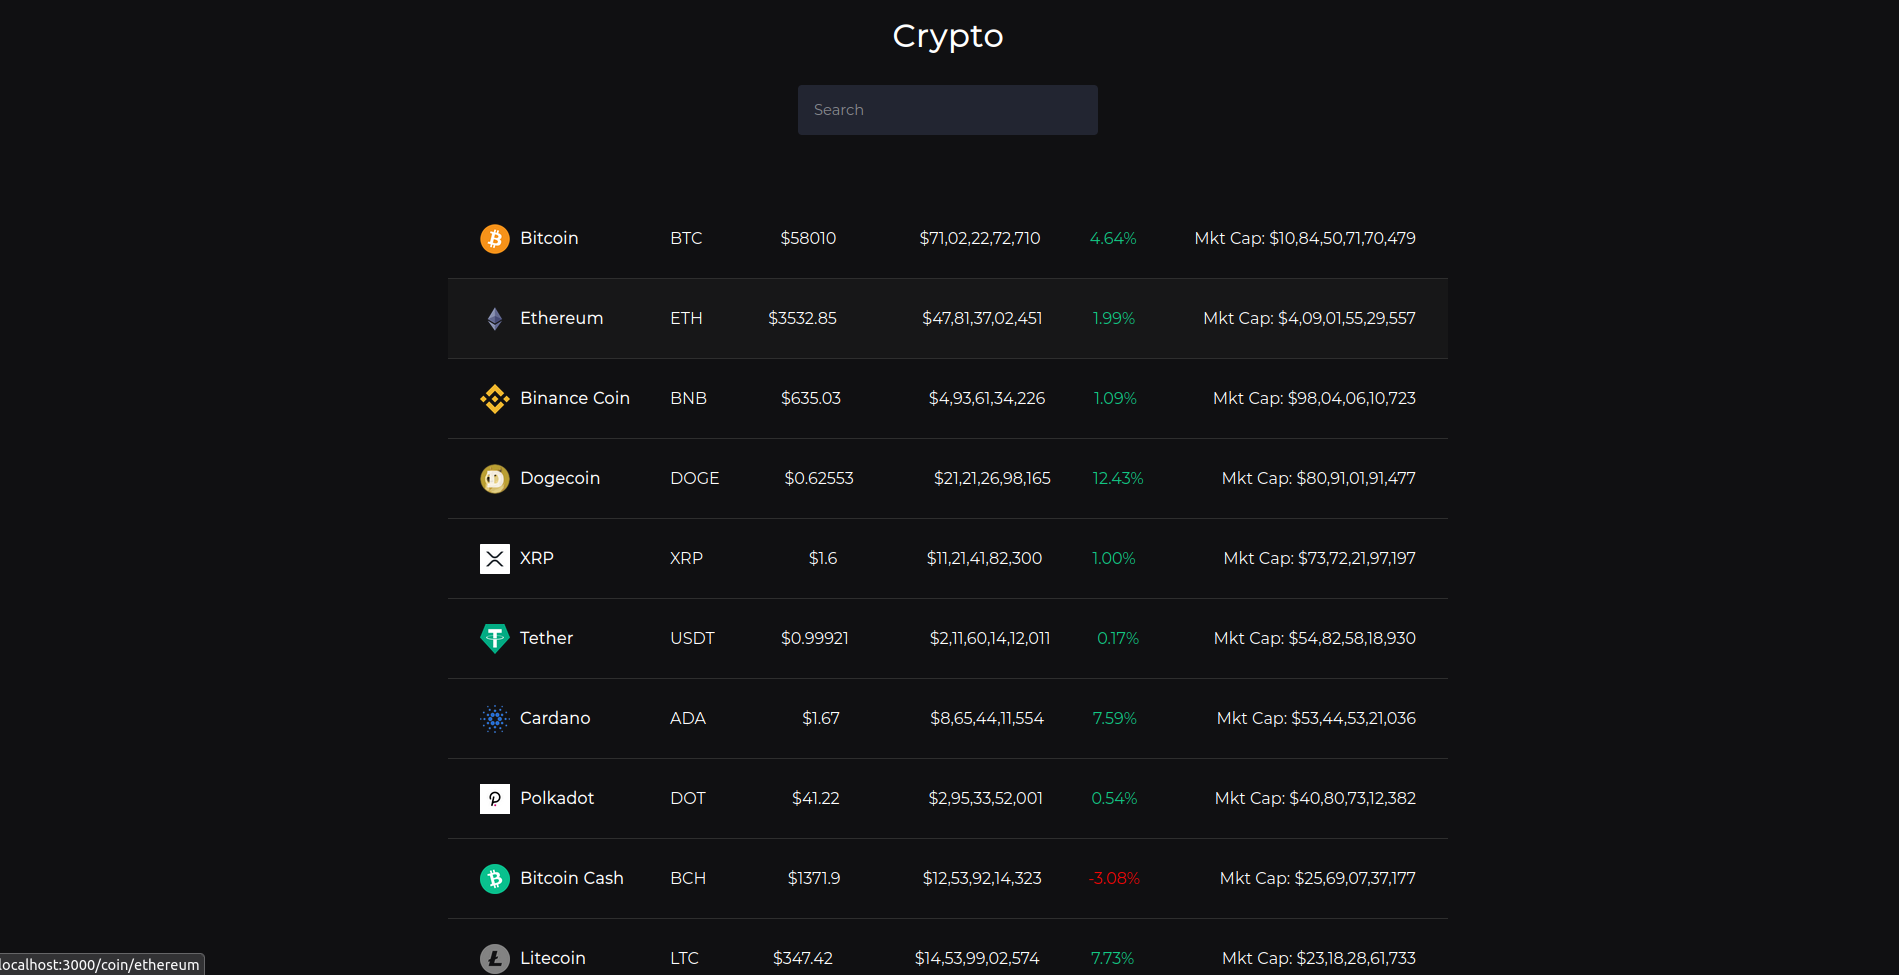 Crypto
Search
Bitcoin BTC $58010 $71,02,22,72,710 4.64% Mkt Cap: $10,84,50,71,70,479
Ethereum ETH $3532.85 $47,81,37,02,451 1.99% Mkt Cap: $4,09,01,55,29,557
Binance Coin BNB $635.03 $4,93,61,34,226 1.09% Mkt Cap: $98,04,06,10,723
Dogecoin DOGE $0.62553 $21,21,26,98,165 12.43% Mkt Cap: $80,91,01,91,477
XRP XRP $1.6 $11,21,41,82,300 1.00% Mkt Cap: $73,72,21,97,197
Tether USDT $0.99921 $2,11,60,14,12,011 0.17% Mkt Cap: $54,82,58,18,930
Cardano ADA $1.67 $8,65,44,11,554 7.59% Mkt Cap: $53,44,53,21,036
Polkadot DOT $41.22 $2,95,33,52,001 0.54% Mkt Cap: $40,80,73,12,382
Bitcoin Cash BCH $1371.9 $12,53,92,14,323 -3.08% Mkt Cap: $25,69,07,37,177
Litecoin LTC $347.42 $14,53,99,02,574 7.73% Mkt Cap: $23,18,28,61,733
localhost:3000/coin/ethereum